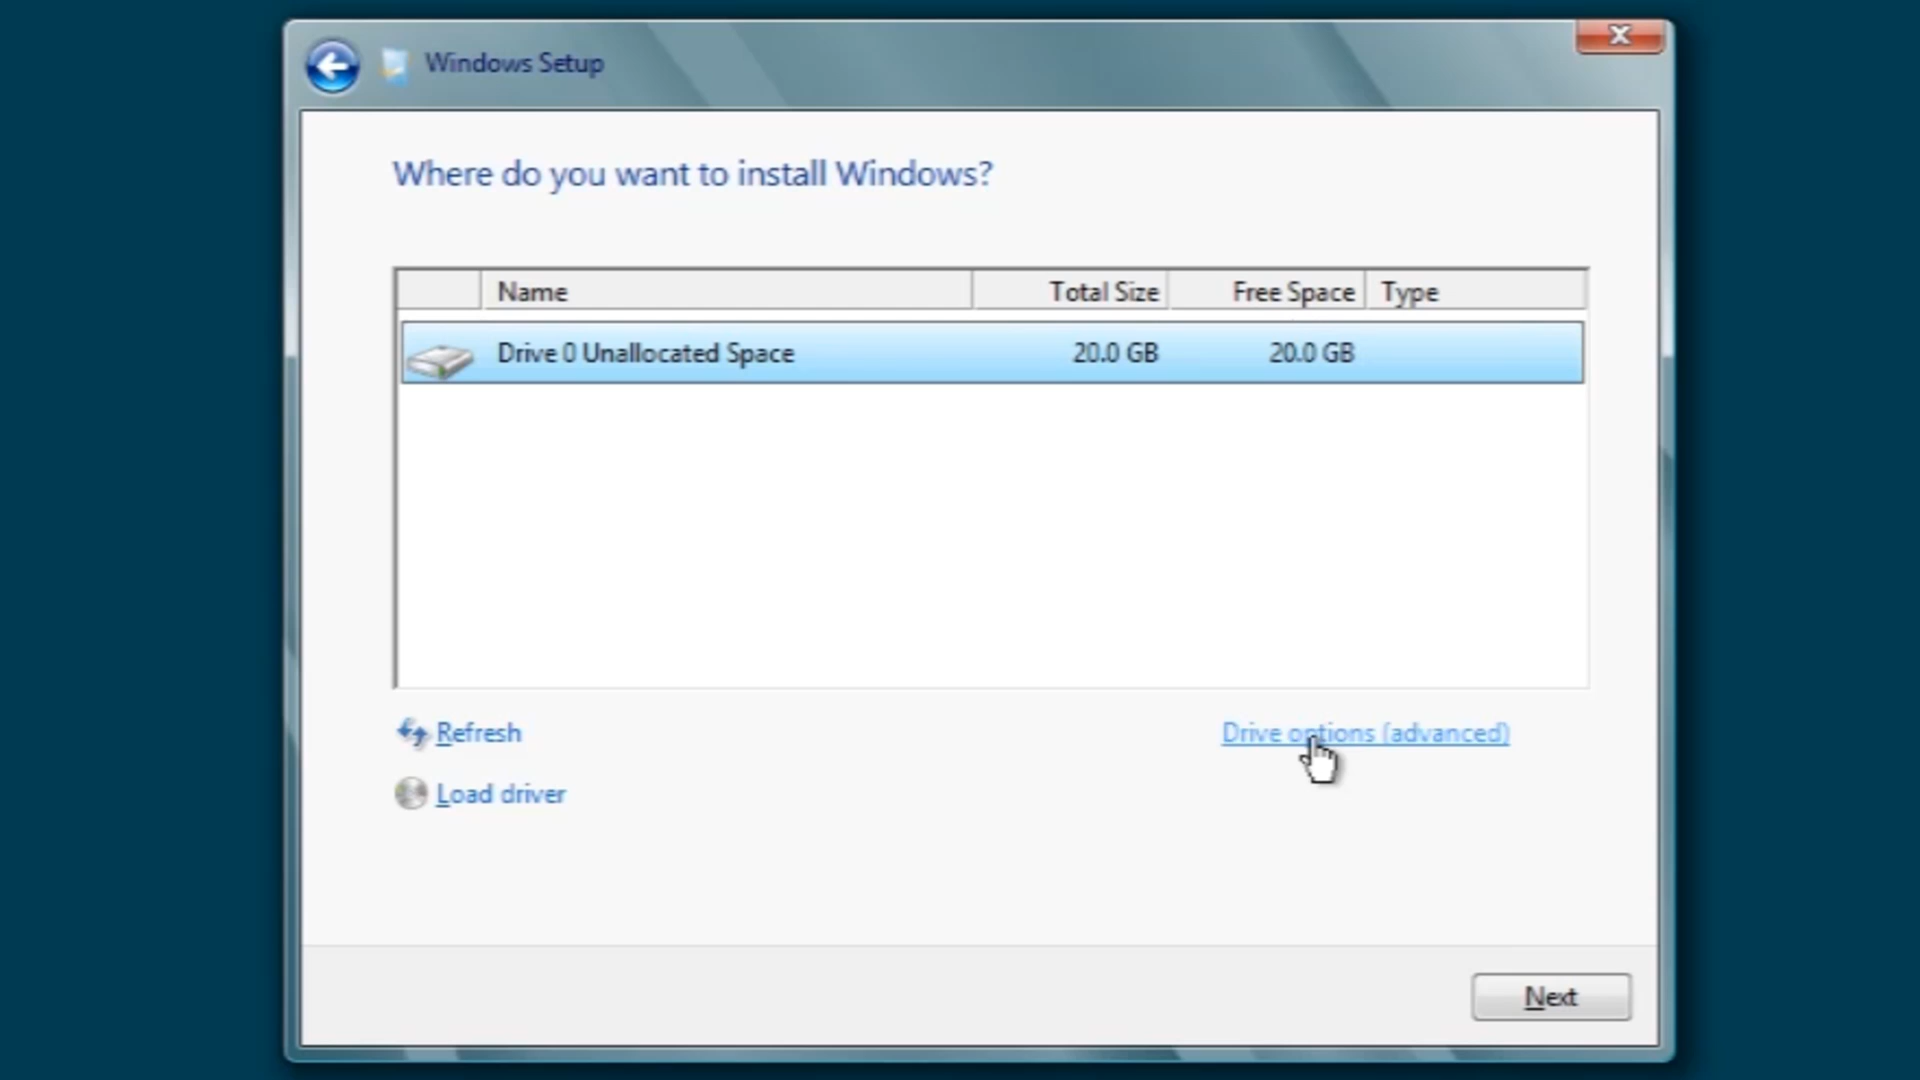 Windows Setup
Where do you want to install Windows?
Name Total Size Free Space Type
Drive 0 Unallocated Space 20.0 GB 20.0 GB
Refresh
Drive options (advanced)
Load driver
Next